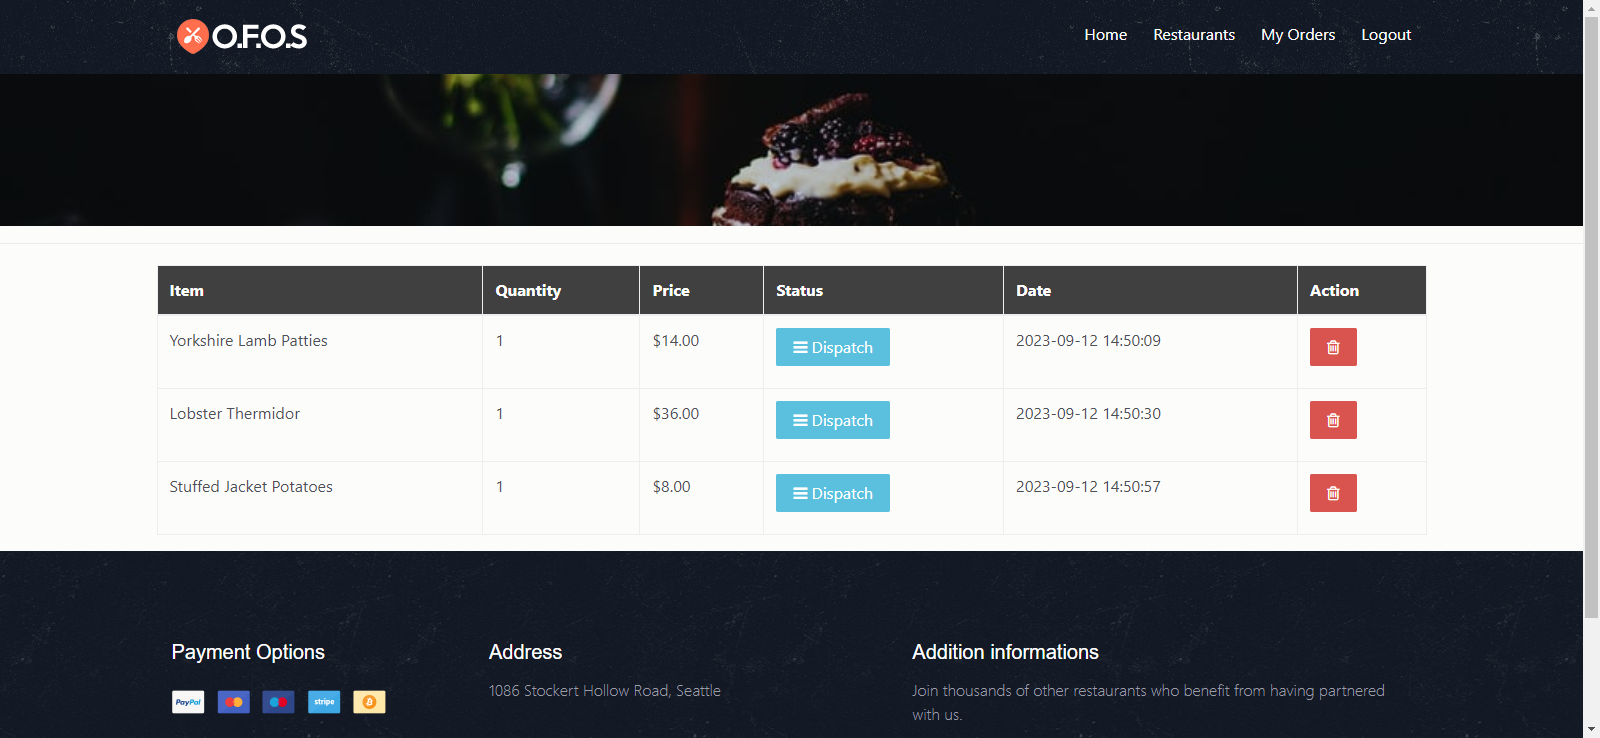 O.F.O.S
Home Restaurants My Orders Logout
Item Quantity Price Status Date Action
Yorkshire Lamb Patties 1 $14.00 Dispatch 2023-09-12 14:50:09
Lobster Thermidor 1 $36.00 Dispatch 2023-09-12 14:50:30
Stuffed Jacket Potatoes 1 $8.00 Dispatch 2023-09-12 14:50:57
Payment Options Address Addition informations
PayPal stripe 1086 Stockert Hollow Road, Seattle Join thousands of other restaurants who benefit from having partnered
with us.